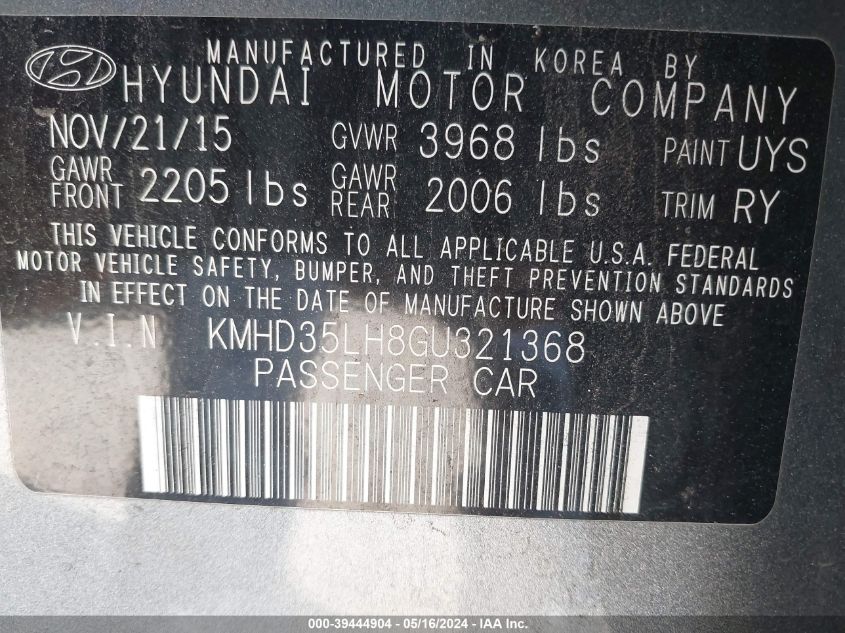 MANUFACTURED IN KOREA BY
HYUNDAI MOTOR COMPANY
NOV/21/15 GVWR 3968 lbs PAINT UYS
GAWR FRONT 2205 lbs GAWR REAR 2006 lbs TRIM RY
THIS VEHICLE CONFORMS TO ALL APPLICABLE U.S.A. FEDERAL
MOTOR VEHICLE SAFETY, BUMPER, AND THEFT PREVENTION STANDARDS
IN EFFECT ON THE DATE OF MANUFACTURE SHOWN ABOVE
V.I.N KMHD35LH8GU321368
PASSENGER CAR
000-39444904 - 05/16/2024 - IAA Inc.